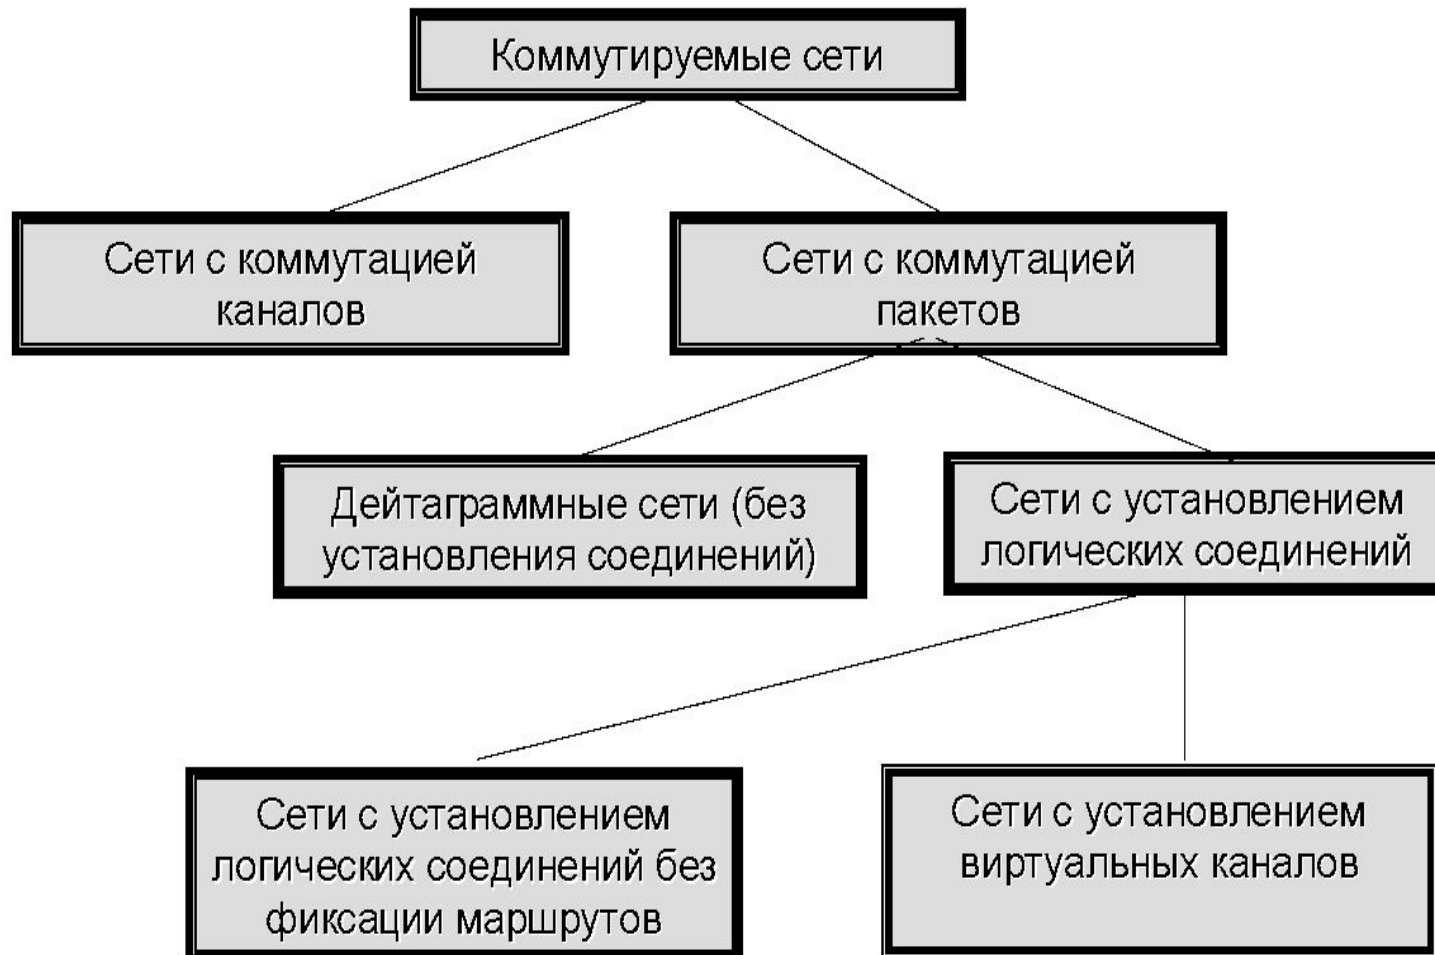 Коммутируемые сети
Сети с коммутацией
каналов
Сети с коммутацией
пакетов
Дейтаграммные сети (без
установления соединений)
Сети с установлением
логических соединений
Сети с установлением
логических соединений без
фиксации маршрутов
Сети с установлением
виртуальных каналов